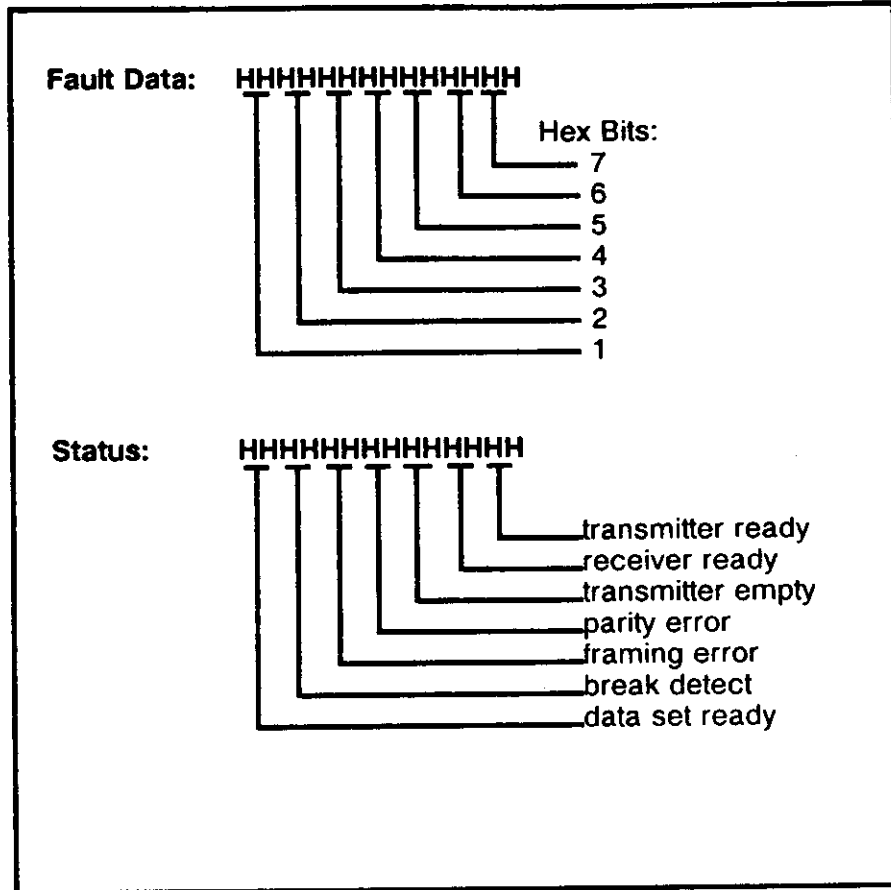 Fault Data: HHHHHHHHHHHHHH
Hex Bits:
7
6
5
4
3
2
1
Status: HHHHHHHHHHHHHH
transmitter ready
receiver ready
transmitter empty
parity error
framing error
break detect
data set ready